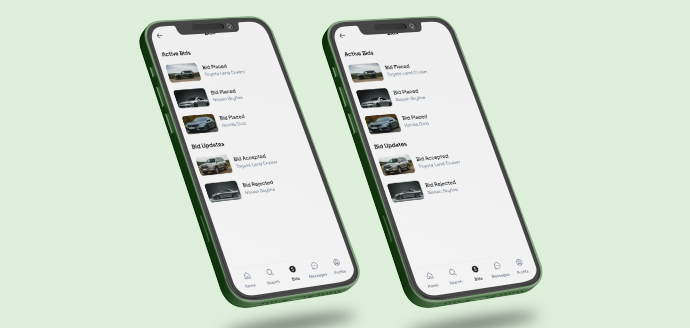 Active Bids
Bid Placed
Toyota Land Cruiser
Bid Placed
Nissan Skyline
Bid Placed
Honda Civic
Bid Updates
Bid Accepted
Toyota Land Cruiser
Bid Rejected
Nissan Skyline
Home
Search
Bids
Messages
Profile
Active Bids
Bid Placed
Toyota Land Cruiser
Bid Placed
Nissan Skyline
Bid Placed
Honda Civic
Bid Updates
Bid Accepted
Toyota Land Cruiser
Bid Rejected
Nissan Skyline
Home
Search
Bids
Messages
Profile